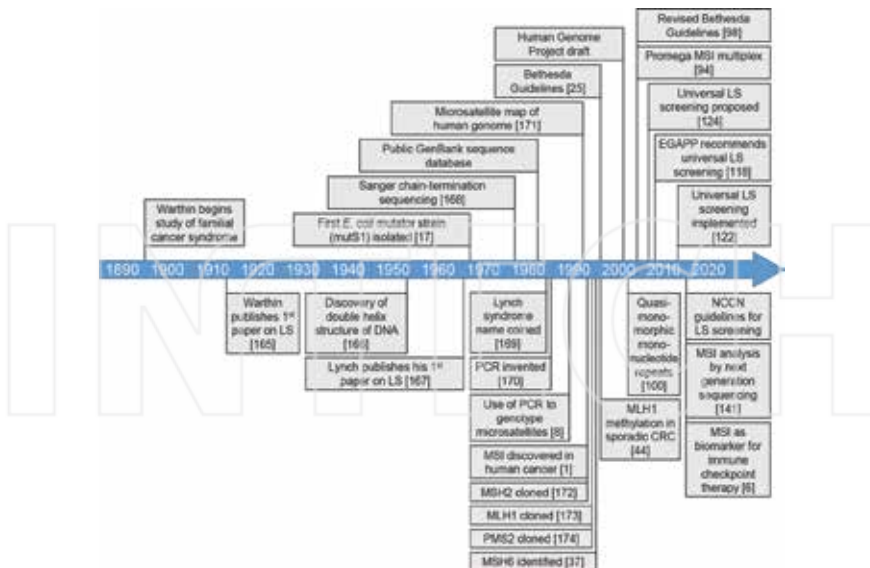 Human Genome
Project draft
Bethesda
Guidelines [25]
Microsatellite map of
human genome [171]
Public GenBank sequence
database
Sanger chain-termination
sequencing [168]
First E. coli mutator strain
(mutS1) isolated [17]
Warthin begins
study of familial
cancer syndrome
Revised Bethesda
Guidelines [98]
Promega MSI multiplex
[94]
Universal LS
screening proposed
[124]
EGAPP recommends
universal LS
screening [118]
Universal LS
screening
implemented
[122]
1890 1900 1910 1920 1930 1940 1950 1960 1970 1980 1990 2000 2010 2020
Warthin
publishes 1st
paper on LS
[165]
Discovery of
double helix
structure of DNA
[166]
Lynch publishes his 1st
paper on LS [167]
Lynch
syndrome
name coined
[169]
PCR invented
[170]
Use of PCR to
genotype
microsatellites [8]
MSI discovered in
human cancer [1]
MSH2 cloned [172]
MLH1 cloned [173]
PMS2 cloned [174]
MSH6 identified [37]
MLH1
methylation in
sporadic CRC
[44]
Quasi-
mono-
morphic
mono-
nucleotide
repeats
[100]
NCCN
guidelines for
LS screening
MSI analysis
by next
generation
sequencing
[141]
MSI as
biomarker for
immune
checkpoint
therapy [6]
INTECH